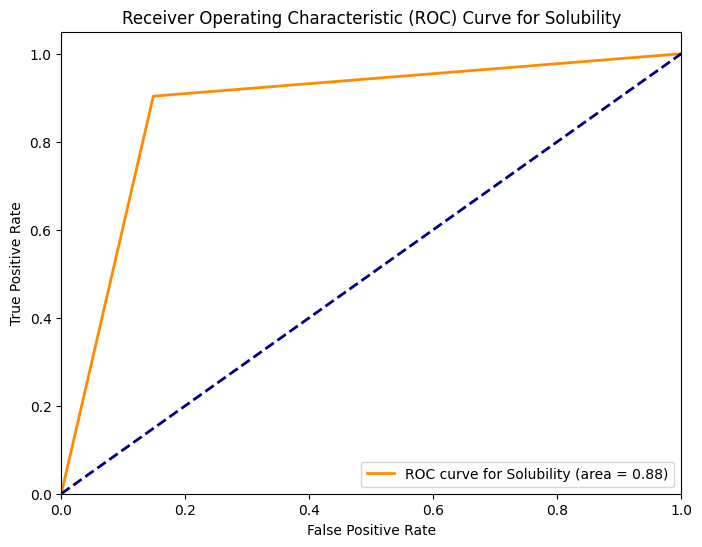 Receiver Operating Characteristic (ROC) Curve for Solubility
1.0
0.8
0.6
0.4
0.2
0.0
True Positive Rate
ROC curve for Solubility (area = 0.88)
0.0 0.2 0.4 0.6 0.8 1.0
False Positive Rate